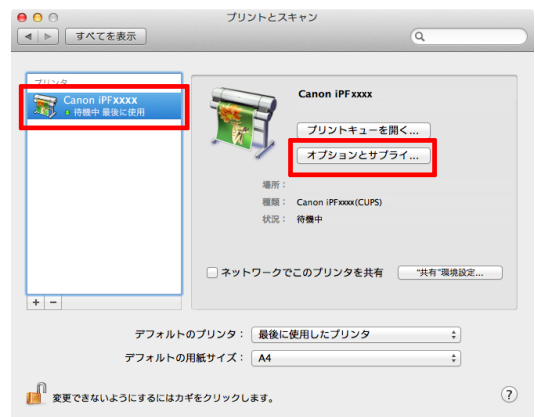 プリントとスキャン
すべてを表示
プリンタ
Canon iPFxxxx
待機中 最後に使用
Canon iPFxxxx
プリントキューを開く...
オプションとサプライ...
場所：
種類： Canon iPFxxxx(CUPS)
状況： 待機中
ネットワークでこのプリンタを共有 "共有"環境設定...
+ −
デフォルトのプリンタ： 最後に使用したプリンタ
デフォルトの用紙サイズ： A4
変更できないようにするにはカギをクリックします。 ?